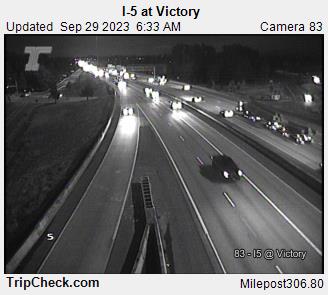 I-5 at Victory
Updated Sep 29 2023 6:33 AM Camera 83
T
S
83 - I5 @ Victory
TripCheck.com Milepost306.80